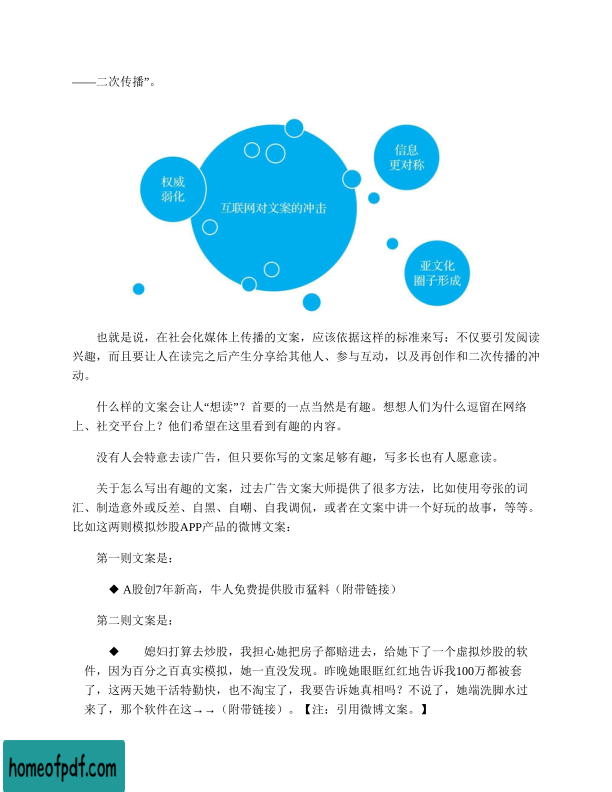 ——二次传播”。
权威
弱化
互联网对文案的冲击
信息
更对称
亚文化
圈子形成
也就是说，在社会化媒体上传播的文案，应该依据这样的标准来写：不仅要引发阅读
兴趣，而且要让人在读完之后产生分享给其他人、参与互动，以及再创作和二次传播的冲
动。
什么样的文案会让人“想读”？首要的一点当然是有趣。想想人们为什么逗留在网络
上、社交平台上？他们希望在这里看到有趣的内容。
没有人会特意去读广告，但只要你写的文案足够有趣，写多长也有人愿意读。
关于怎么写出有趣的文案，过去广告文案大师提供了很多方法，比如使用夸张的词
汇、制造意外或反差、自黑、自嘲、自我调侃，或者在文案中讲一个好玩的故事，等等。
比如这两则模拟炒股APP产品的微博文案：
第一则文案是：
◆ A股创7年新高，牛人免费提供股市猛料（附带链接）
第二则文案是：
◆ 媳妇打算去炒股，我担心她把房子都赔进去，给她下了一个虚拟炒股的软
件，因为百分之百真实模拟，她一直没发现。昨晚她眼眶红红地告诉我100万都被套
了，这两天她干活特勤快，也不淘宝了，我要告诉她真相吗？不说了，她端洗脚水过
来了，那个软件在这→→（附带链接）。【注：引用微博文案。】
homeofpdf.com